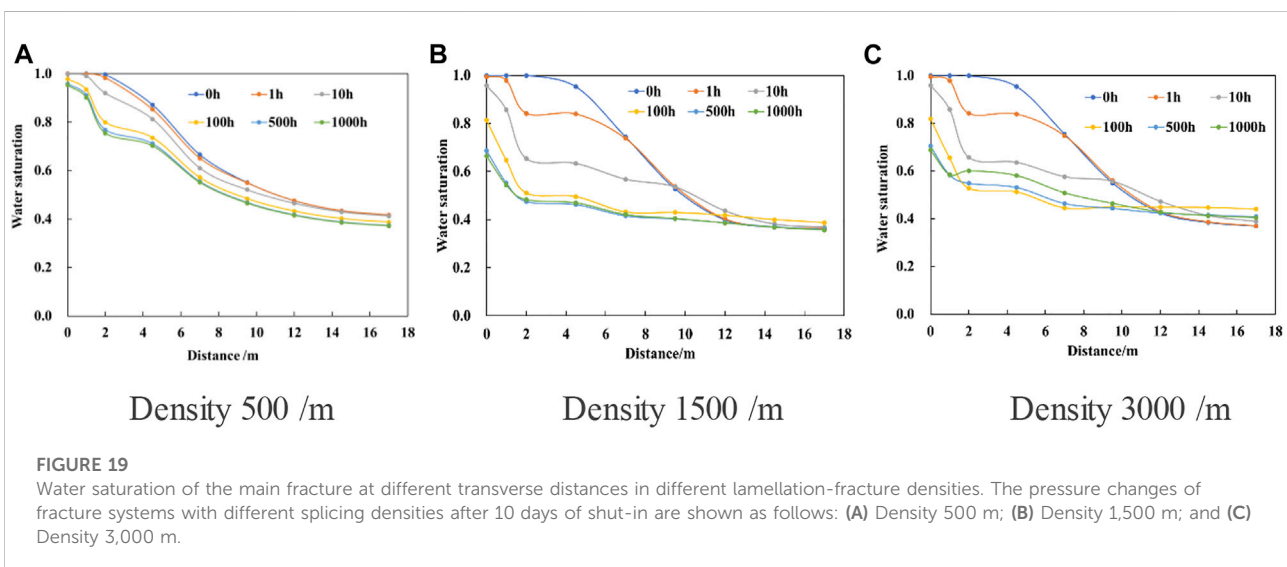 A
B
C
1.0
0.8
0.6
0.4
0.2
0.0
Water saturation
0h 1h 10h
100h 500h 1000h
0 2 4 6 8 10 12 14 16 18
Distance /m
1.0
0.8
0.6
0.4
0.2
0.0
Water saturation
0h 1h 10h
100h 500h 1000h
0 2 4 6 8 10 12 14 16 18
Distance/m
1.0
0.8
0.6
0.4
0.2
0.0
Water saturation
0h 1h 10h
100h 500h 1000h
0 2 4 6 8 10 12 14 16 18
Distance/m
Density 500 /m
Density 1500 /m
Density 3000 /m
FIGURE 19
Water saturation of the main fracture at different transverse distances in different lamellation-fracture densities. The pressure changes of
fracture systems with different splicing densities after 10 days of shut-in are shown as follows: (A) Density 500 m; (B) Density 1,500 m; and (C)
Density 3,000 m.